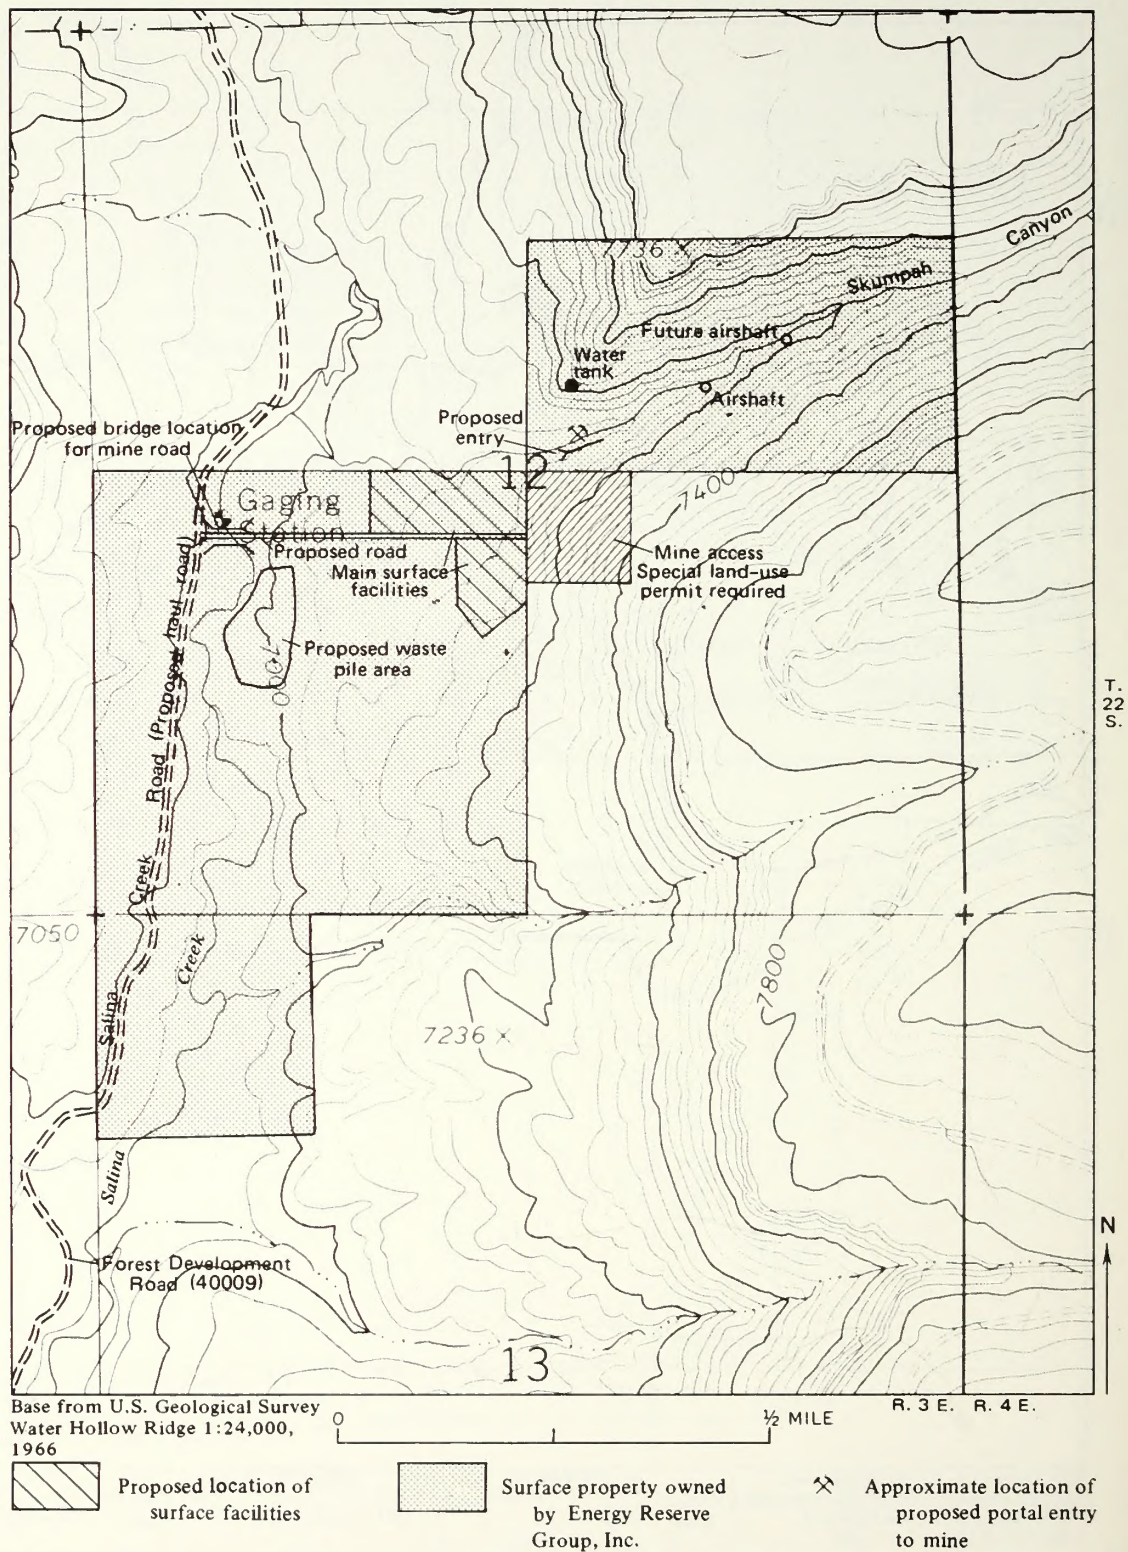 7736
Canyon
Skumpah
Future airshaft
Water
tank
Airshaft
Proposed
entry
Proposed bridge location
for mine road
12
7400
Gaging
Station
Proposed road
Main surface
facilities
Mine access
Special land-use
permit required
Road (Proposed haul road)
Proposed waste
pile area
7000
T.
22
S.
Creek
7050
Creek
Salina
7800
7236
Salina
N
Forest Development
Road (40009)
13
Base from U.S. Geological Survey
Water Hollow Ridge 1:24,000,
1966
0
½ MILE
R. 3 E. R. 4 E.
Proposed location of
surface facilities
Surface property owned
by Energy Reserve
Group, Inc.
Approximate location of
proposed portal entry
to mine